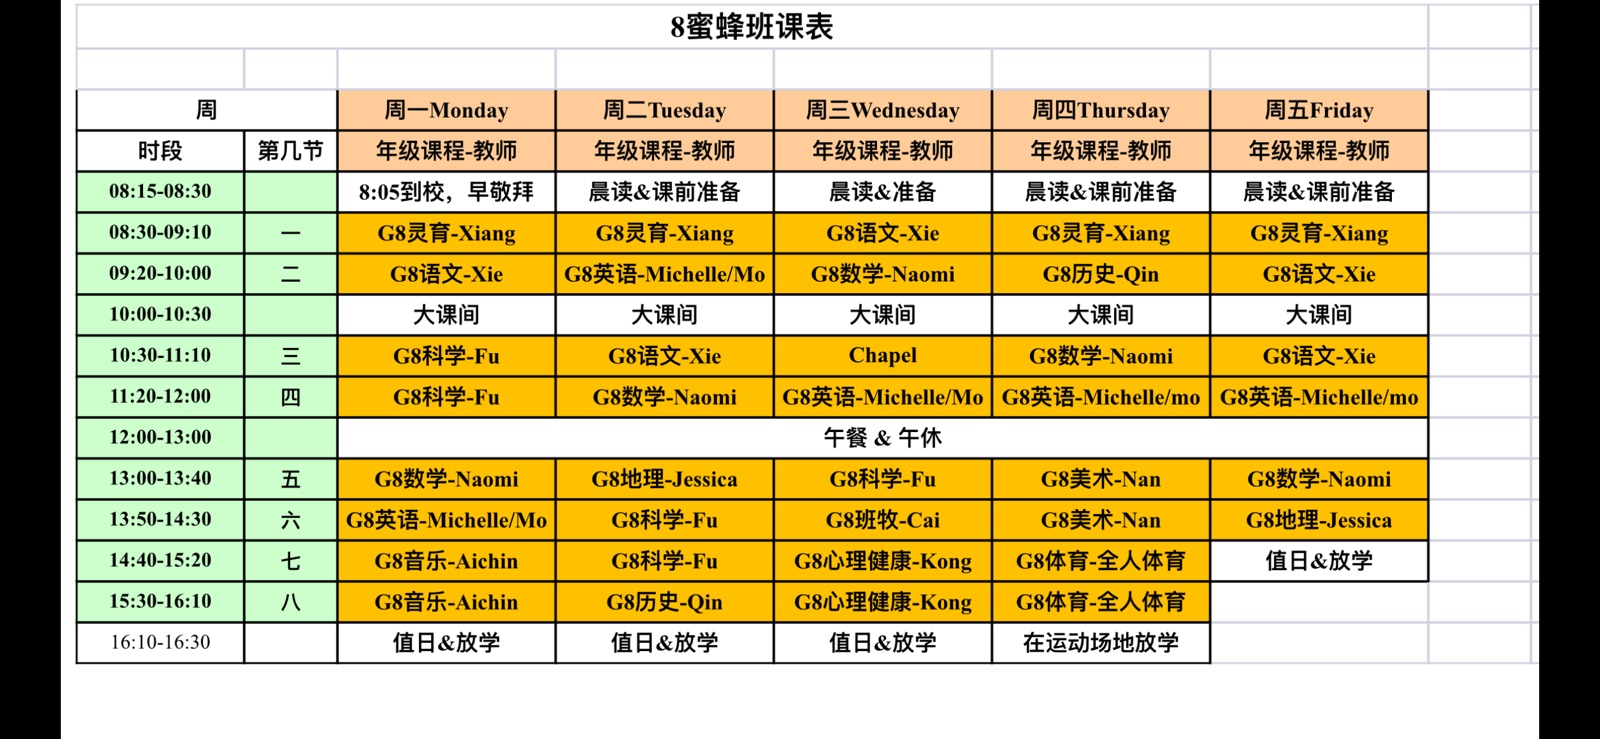 8蜜蜂班课表
周 周一Monday 周二Tuesday 周三Wednesday 周四Thursday 周五Friday
时段 第几节 年级课程-教师 年级课程-教师 年级课程-教师 年级课程-教师 年级课程-教师
08:15-08:30 8:05到校，早敬拜 晨读&课前准备 晨读&准备 晨读&课前准备 晨读&课前准备
08:30-09:10 一 G8灵育-Xiang G8灵育-Xiang G8语文-Xie G8灵育-Xiang G8灵育-Xiang
09:20-10:00 二 G8语文-Xie G8英语-Michelle/Mo G8数学-Naomi G8历史-Qin G8语文-Xie
10:00-10:30 大课间 大课间 大课间 大课间 大课间
10:30-11:10 三 G8科学-Fu G8语文-Xie Chapel G8数学-Naomi G8语文-Xie
11:20-12:00 四 G8科学-Fu G8数学-Naomi G8英语-Michelle/Mo G8英语-Michelle/mo G8英语-Michelle/mo
12:00-13:00 午餐 & 午休
13:00-13:40 五 G8数学-Naomi G8地理-Jessica G8科学-Fu G8美术-Nan G8数学-Naomi
13:50-14:30 六 G8英语-Michelle/Mo G8科学-Fu G8班牧-Cai G8美术-Nan G8地理-Jessica
14:40-15:20 七 G8音乐-Aichin G8科学-Fu G8心理健康-Kong G8体育-全人体育 值日&放学
15:30-16:10 八 G8音乐-Aichin G8历史-Qin G8心理健康-Kong G8体育-全人体育
16:10-16:30 值日&放学 值日&放学 值日&放学 在运动场地放学